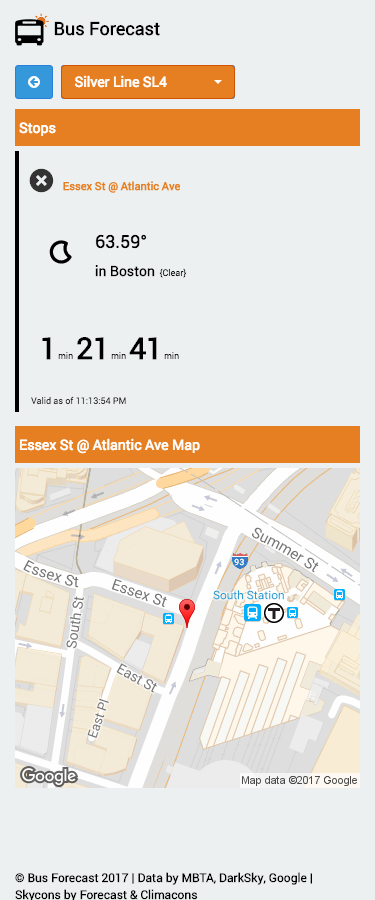 Bus Forecast
Silver Line SL4
Stops
Essex St @ Atlantic Ave
63.59°
in Boston {Clear}
1 min 21 min 41 min
Valid as of 11:13:54 PM
Essex St @ Atlantic Ave Map
Summer St
93
Essex St
Essex St
South Station
T
South St
East St
East Pl
Google
Map data ©2017 Google
© Bus Forecast 2017 | Data by MBTA, DarkSky, Google |
Skycons by Forecast & Climacons